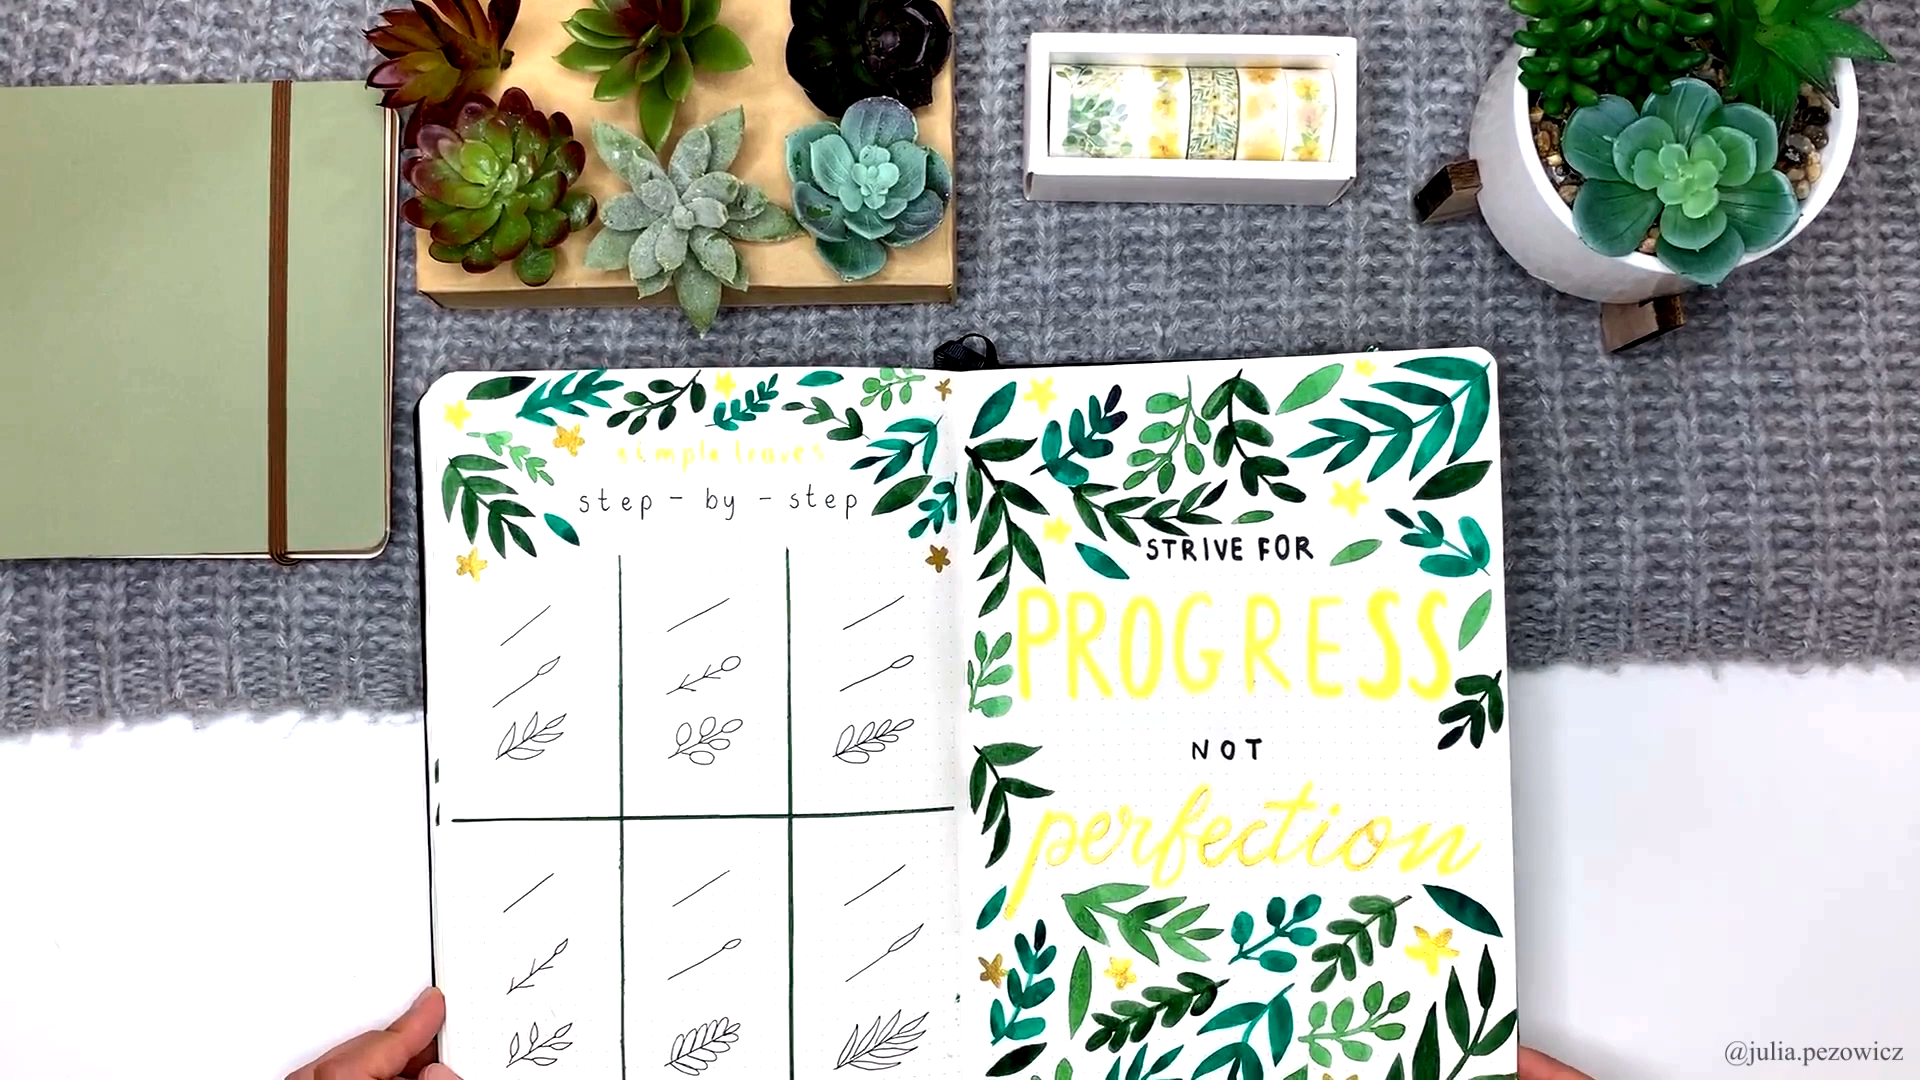 simple leaves
step - by - step
STRIVE FOR
PROGRESS
NOT
perfection
@julia.pezowicz